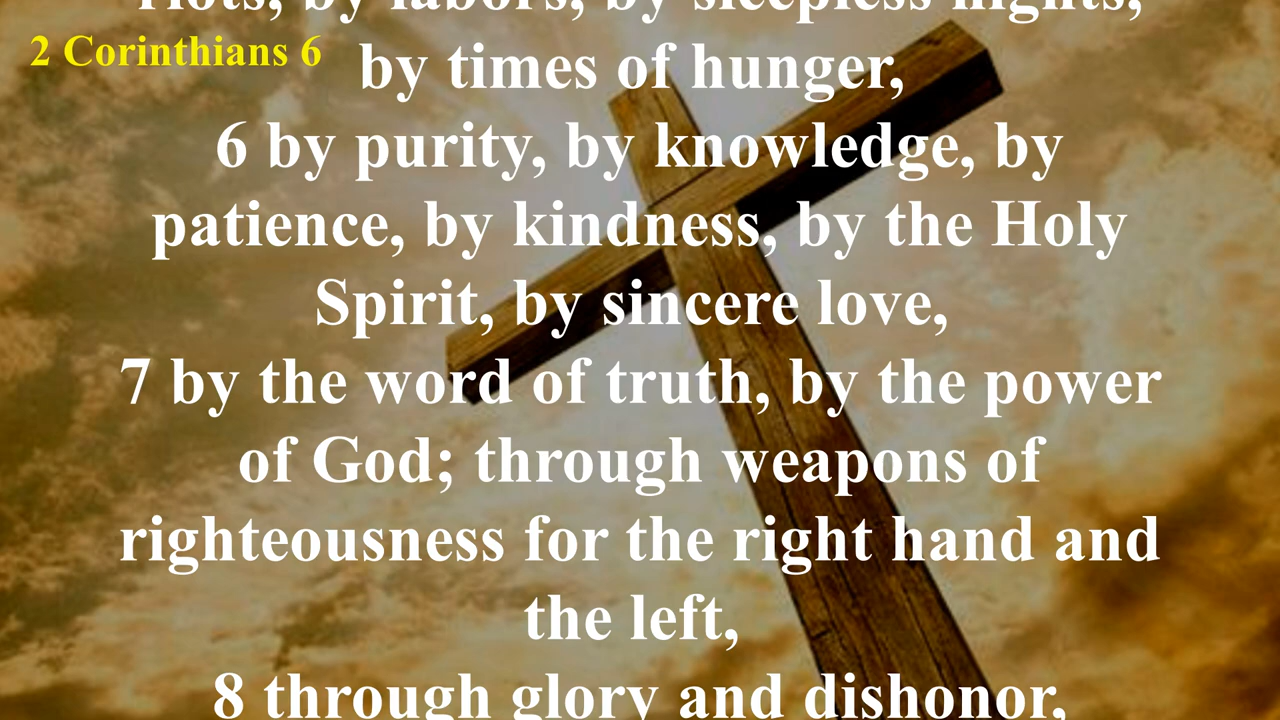 riots, by labors, by sleepless nights,
2 Corinthians 6
by times of hunger,
6 by purity, by knowledge, by
patience, by kindness, by the Holy
Spirit, by sincere love,
7 by the word of truth, by the power
of God; through weapons of
righteousness for the right hand and
the left,
8 through glory and dishonor,